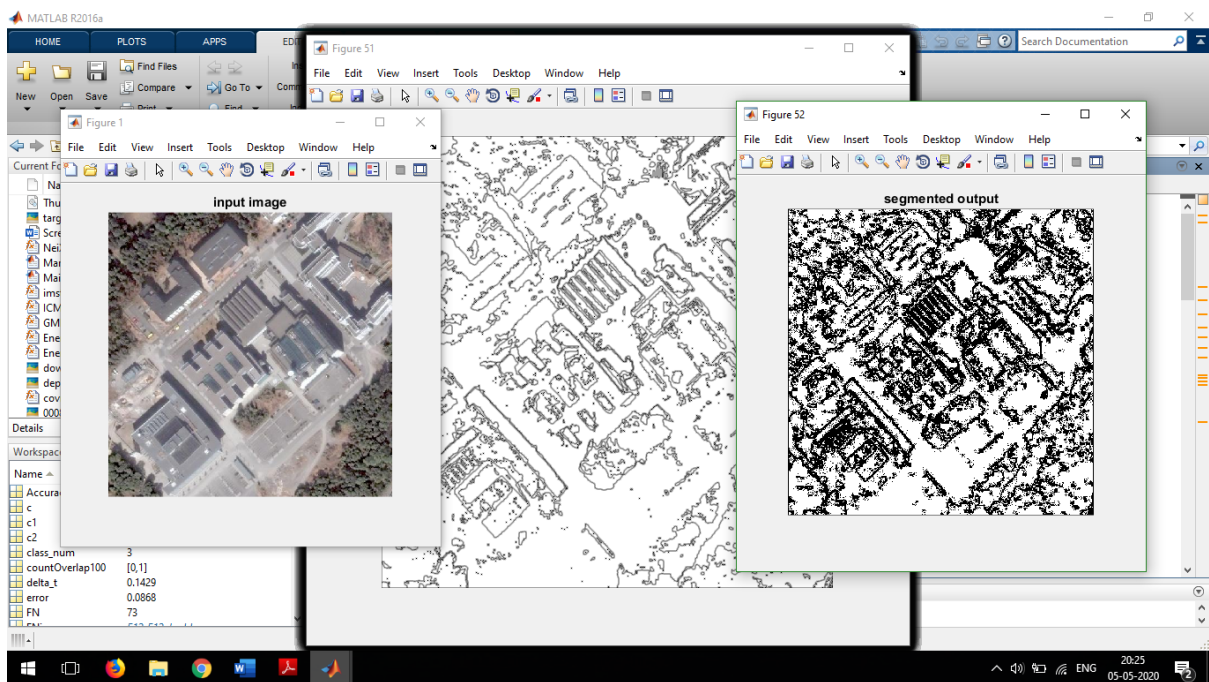 MATLAB R2016a
HOME PLOTS APPS
Search Documentation
New Open Save
Find Files
Compare
Print
Go To
Find
Figure 51
File Edit View Insert Tools Desktop Window Help
Figure 1
File Edit View Insert Tools Desktop Window Help
input image
Figure 52
File Edit View Insert Tools Desktop Window Help
segmented output
Details
Name
c
c1
c2
class_num 3
countOverlap100 [0,1]
delta_t 0.1429
error 0.0868
FN 73
ENG
20:25
05-05-2020